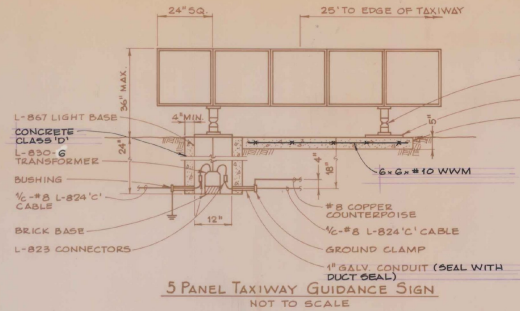 24" SQ.
25' TO EDGE OF TAXIWAY
36" MAX.
4" MIN.
5"
L-867 LIGHT BASE
CONCRETE
CLASS 'D'
L-830-6
TRANSFORMER
24"
BUSHING
1/C-#8 L-824 'C'
CABLE
BRICK BASE
L-823 CONNECTORS
12"
4"
18"
6x6x#10 WWM
#8 COPPER
COUNTERPOISE
1/C-#8 L-824 'C' CABLE
GROUND CLAMP
1" GALV. CONDUIT (SEAL WITH
DUCT SEAL)
5 PANEL TAXIWAY GUIDANCE SIGN
NOT TO SCALE